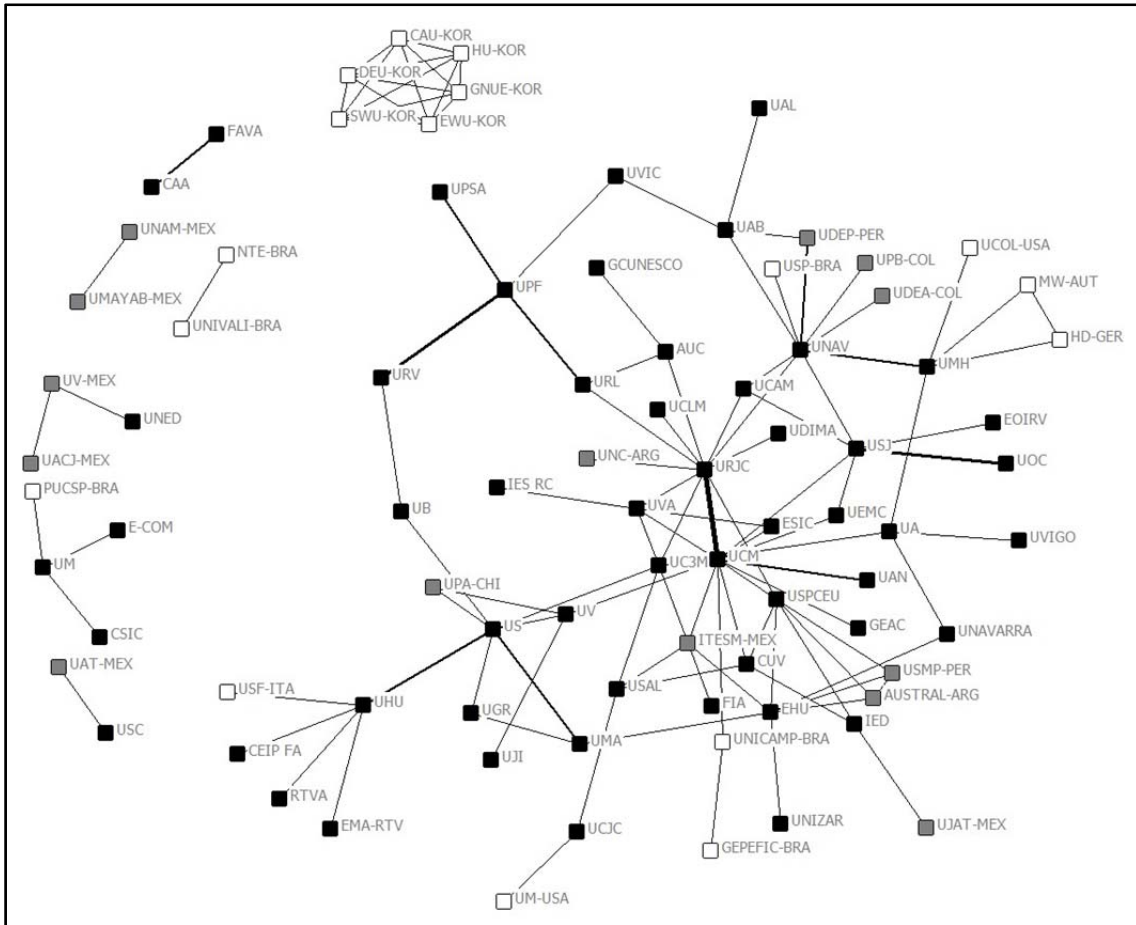 CAU-KOR
HU-KOR
DEU-KOR
GNUE-KOR
SWU-KOR
EWU-KOR
UAL
FAVA
CAA
UVIC
UPSA
UNAM-MEX
UAB
UDEP-PER
NTE-BRA
UCOL-USA
GCUNESCO
USP-BRA
UPB-COL
UPF
MW-AUT
UDEA-COL
UMAYAB-MEX
UNIVALI-BRA
HD-GER
AUC
UNAV
UMH
URV
URL
UV-MEX
UCAM
UCLM
UNED
EOIRV
UDIMA
USJ
UNC-ARG
UACJ-MEX
UOC
URJC
PUCSP-BRA
IES RC
UVA
UB
UEMC
E-COM
ESIC
UA
UVIGO
UM
UC3M
UCM
UAN
UPA-CHI
USPCEU
UV
US
GEAC
CSIC
UNAVARRA
ITESM-MEX
UAT-MEX
CUV
USMP-PER
USF-ITA
USAL
AUSTRAL-ARG
UHU
FIA
UGR
EHU
IED
USC
UNICAMP-BRA
UMA
CEIP FA
UJI
RTVA
UNIZAR
EMA-RTV
UCJC
UJAT-MEX
GEPEFIC-BRA
UM-USA